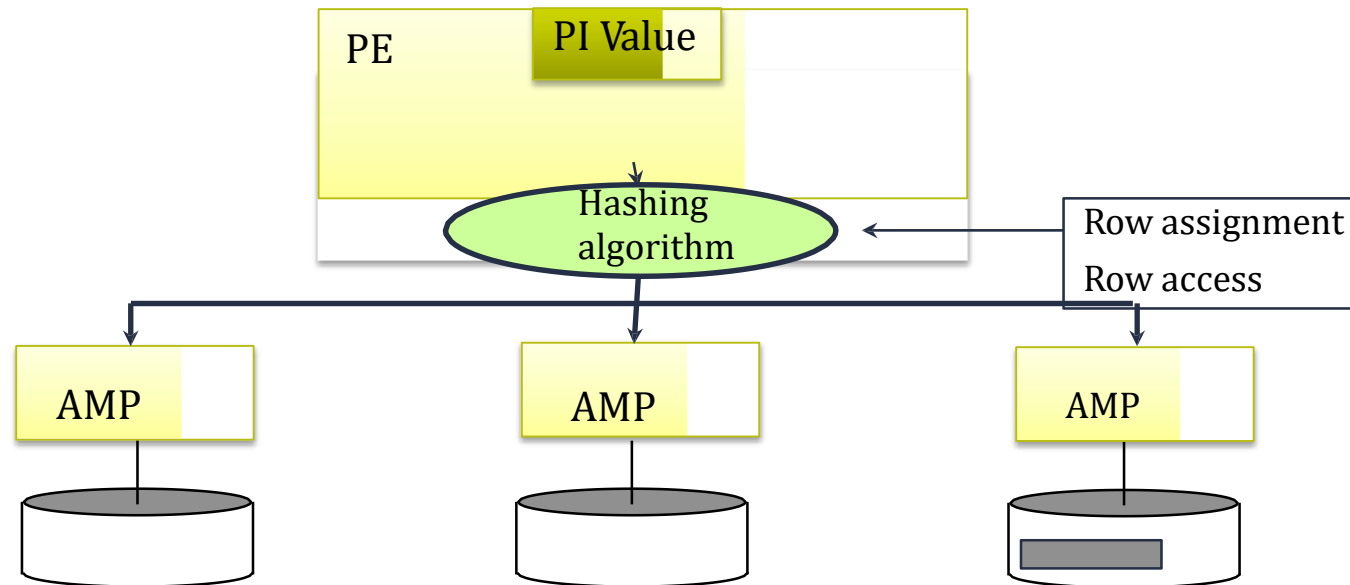 PE
PI Value
Hashing
algorithm
Row assignment
Row access
AMP
AMP
AMP